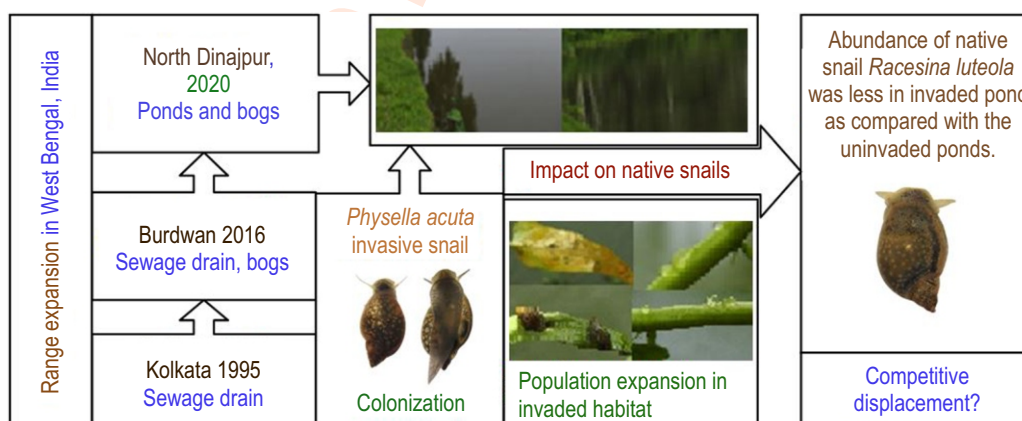 Range expansion in West Bengal, India
North Dinajpur,
2020
Ponds and bogs
Burdwan 2016
Sewage drain, bogs
Kolkata 1995
Sewage drain
Physella acuta
invasive snail
Colonization
Impact on native snails
Population expansion in
invaded habitat
Abundance of native
snail Racesina luteola
was less in invaded pond
as compared with the
uninvaded ponds.
Competitive
displacement?